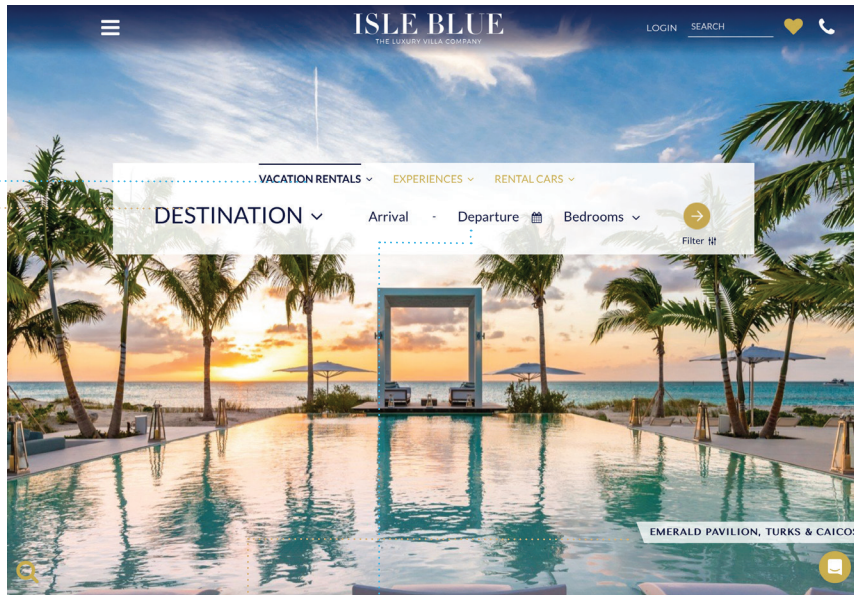 ISLE BLUE
THE LUXURY VILLA COMPANY
LOGIN SEARCH
VACATION RENTALS EXPERIENCES RENTAL CARS
DESTINATION Arrival - Departure Bedrooms
Filter
EMERALD PAVILION, TURKS & CAICOS